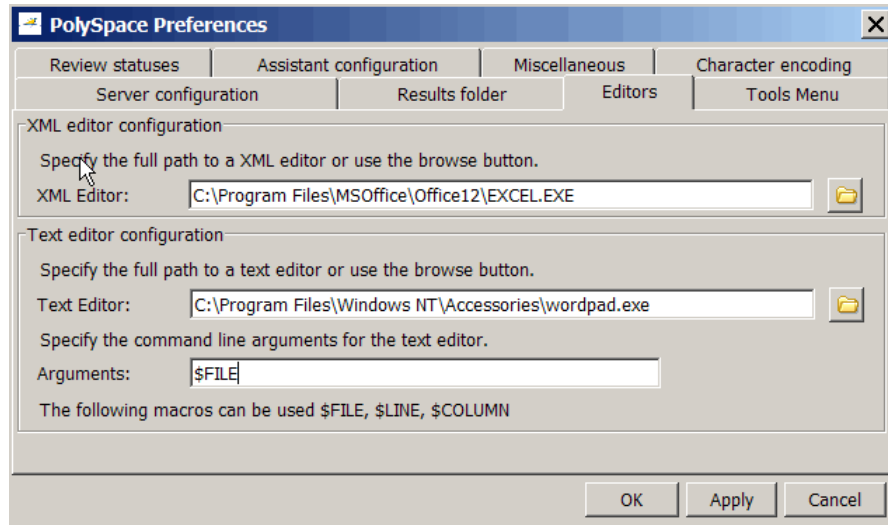 PolySpace Preferences
Review statuses Assistant configuration Miscellaneous Character encoding
Server configuration Results folder Editors Tools Menu
XML editor configuration
Specify the full path to a XML editor or use the browse button.
XML Editor: C:\Program Files\MSOffice\Office12\EXCEL.EXE
Text editor configuration
Specify the full path to a text editor or use the browse button.
Text Editor: C:\Program Files\Windows NT\Accessories\wordpad.exe
Specify the command line arguments for the text editor.
Arguments: $FILE
The following macros can be used $FILE, $LINE, $COLUMN
OK Apply Cancel